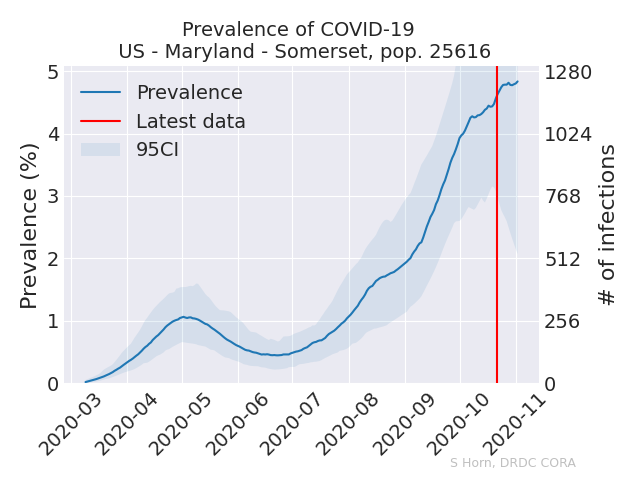 Prevalence of COVID-19
US - Maryland - Somerset, pop. 25616
Prevalence
Latest data
95CI
Prevalence (%)
5
4
3
2
1
0
1280
1024
768
512
256
0
# of infections
2020-03
2020-04
2020-05
2020-06
2020-07
2020-08
2020-09
2020-10
2020-11
S Horn, DRDC CORA